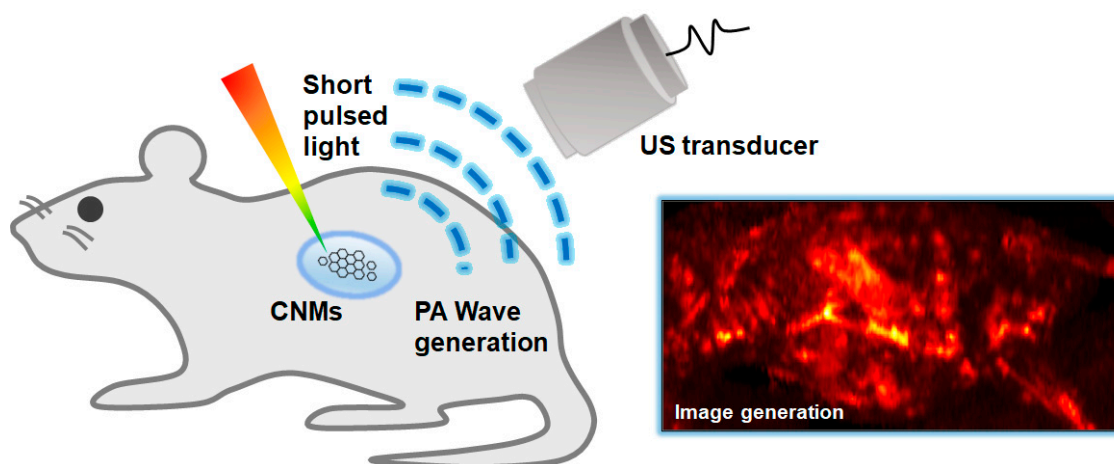 Short
pulsed
light
US transducer
CNMs
PA Wave
generation
Image generation